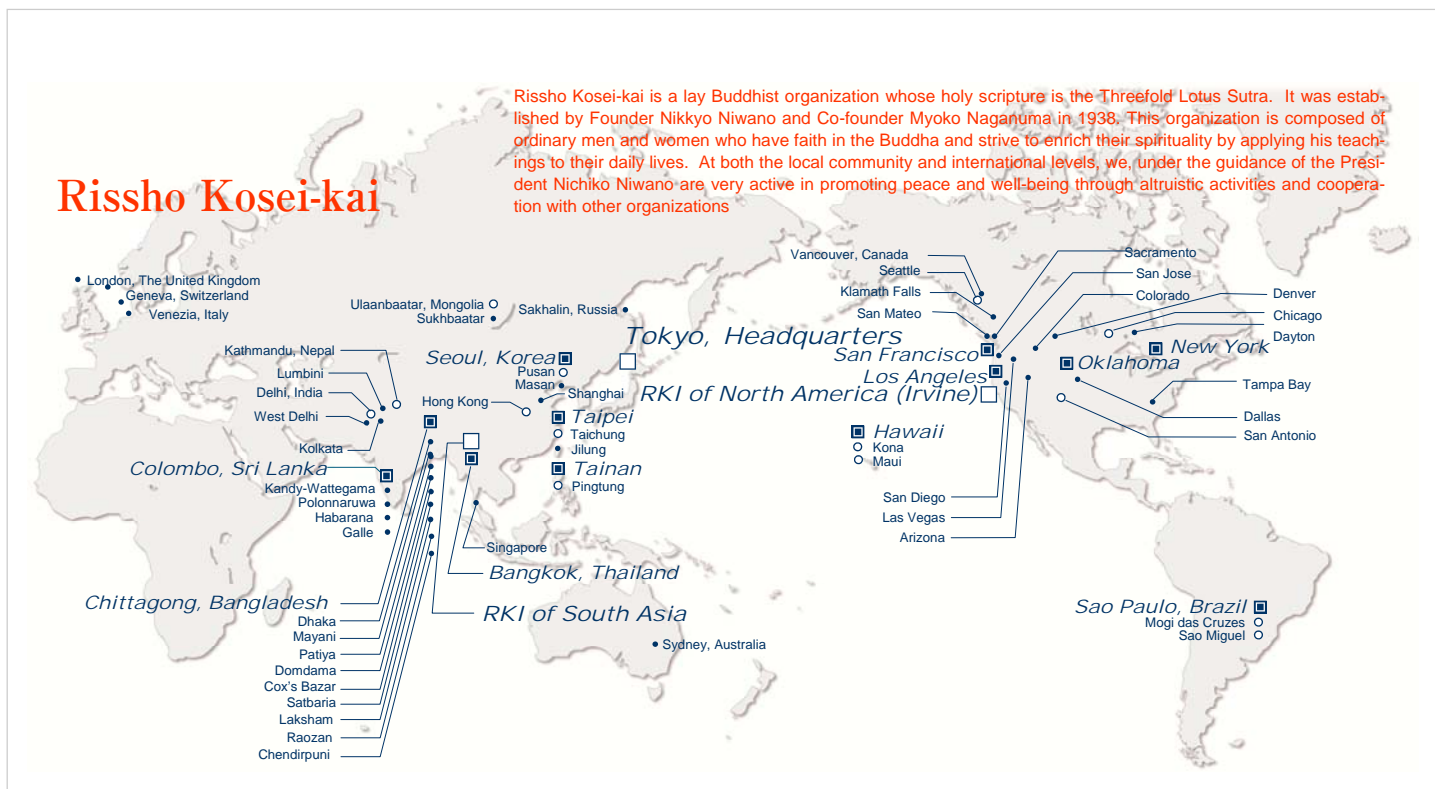 Rissho Kosei-kai is a lay Buddhist organization whose holy scripture is the Threefold Lotus Sutra. It was estab-
lished by Founder Nikkyo Niwano and Co-founder Myoko Naganuma in 1938. This organization is composed of
ordinary men and women who have faith in the Buddha and strive to enrich their spirituality by applying his teach-
ings to their daily lives. At both the local community and international levels, we, under the guidance of the Presi-
dent Nichiko Niwano are very active in promoting peace and well-being through altruistic activities and coopera-
tion with other organizations
Rissho Kosei-kai
London, The United Kingdom
Geneva, Switzerland
Venezia, Italy
Ulaanbaatar, Mongolia
Sukhbaatar
Sakhalin, Russia
Tokyo, Headquarters
Seoul, Korea
Pusan
Masan
Shanghai
Hong Kong
Kathmandu, Nepal
Lumbini
Delhi, India
West Delhi
Kolkata
Colombo, Sri Lanka
Kandy-Wattegama
Polonnaruwa
Habarana
Galle
Taipei
Taichung
Jilung
Tainan
Pingtung
Singapore
Bangkok, Thailand
RKI of South Asia
Chittagong, Bangladesh
Dhaka
Mayani
Patiya
Domdama
Cox's Bazar
Satbaria
Laksham
Raozan
Chendirpuni
Sydney, Australia
Vancouver, Canada
Seattle
Klamath Falls
San Mateo
San Francisco
Los Angeles
RKI of North America (Irvine)
Hawaii
Kona
Maui
San Diego
Las Vegas
Arizona
Sacramento
San Jose
Colorado
Denver
Chicago
Dayton
New York
Oklahoma
Tampa Bay
Dallas
San Antonio
Sao Paulo, Brazil
Mogi das Cruzes
Sao Miguel